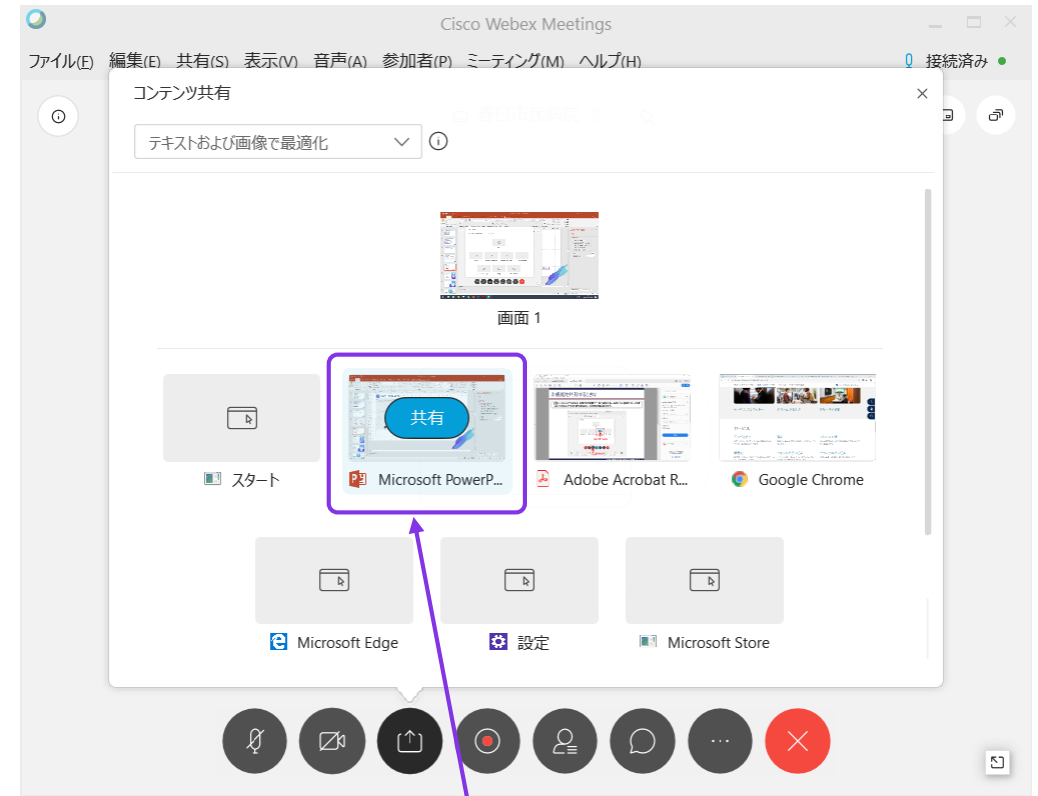 Cisco Webex Meetings
ファイル(F) 編集(E) 共有(S) 表示(V) 音声(A) 参加者(P) ミーティング(M) ヘルプ(H) 接続済み
コンテンツ共有
テキストおよび画像で最適化
画面 1
共有
スタート Microsoft PowerP... Adobe Acrobat R... Google Chrome
Microsoft Edge 設定 Microsoft Store